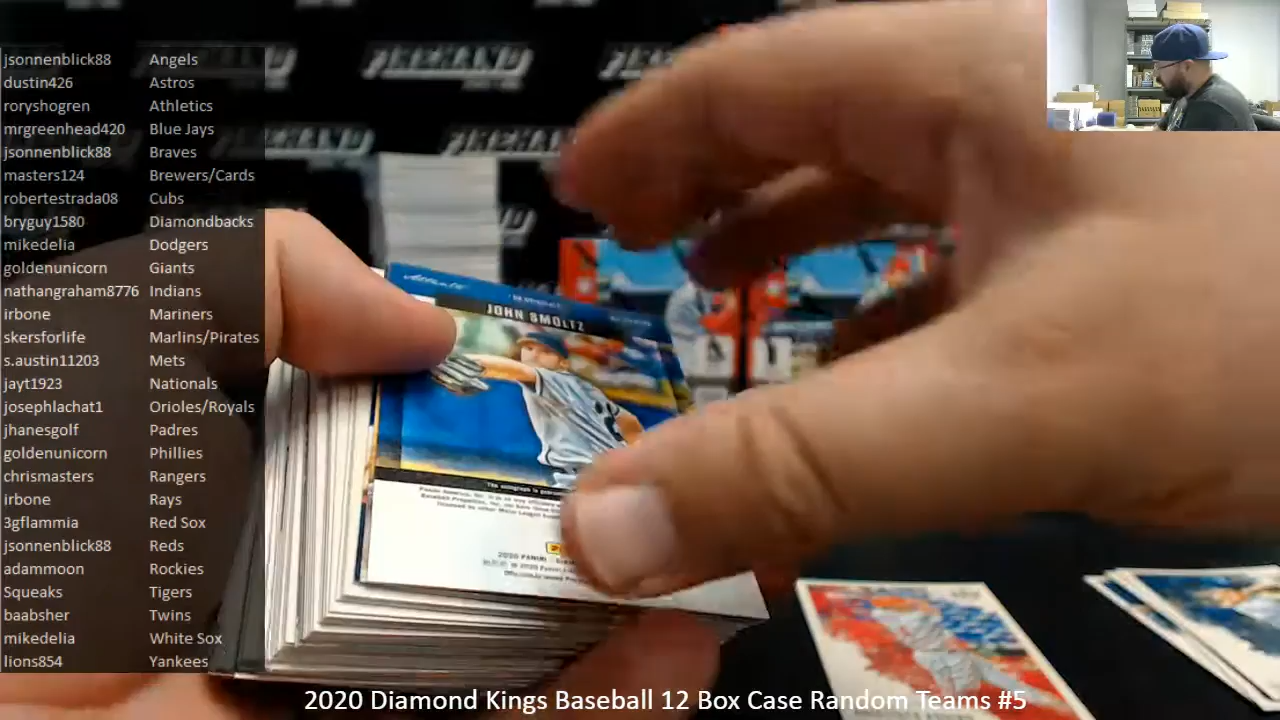 jsonnenblick88 Angels
dustin426 Astros
roryshogren Athletics
mrgreenhead420 Blue Jays
jsonnenblick88 Braves
masters124 Brewers/Cards
robertestrada08 Cubs
bryguy1580 Diamondbacks
mikedelia Dodgers
goldenunicorn Giants
nathangraham8776 Indians
irbone Mariners
skersforlife Marlins/Pirates
s.austin11203 Mets
jayt1923 Nationals
josephlachat1 Orioles/Royals
jhanesgolf Padres
goldenunicorn Phillies
chrismasters Rangers
irbone Rays
3gflammia Red Sox
jsonnenblick88 Reds
adammoon Rockies
Squeaks Tigers
baabsher Twins
mikedelia White Sox
lions854 Yankees
FIREHAND
JOHN SMOLTZ
2020 PANINI
2020 Diamond Kings Baseball 12 Box Case Random Teams #5